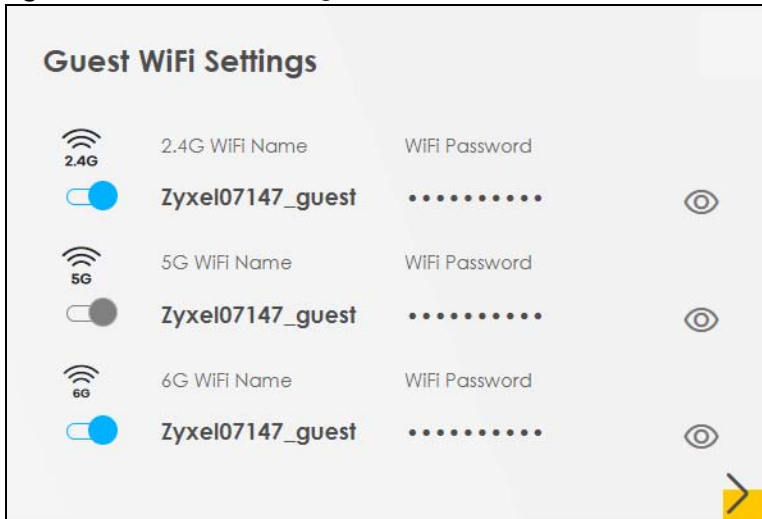 Guest WiFi Settings
2.4G WiFi Name WiFi Password
2.4G
Zyxel07147_guest ••••••••••
5G WiFi Name WiFi Password
5G
Zyxel07147_guest ••••••••••
6G WiFi Name WiFi Password
6G
Zyxel07147_guest ••••••••••